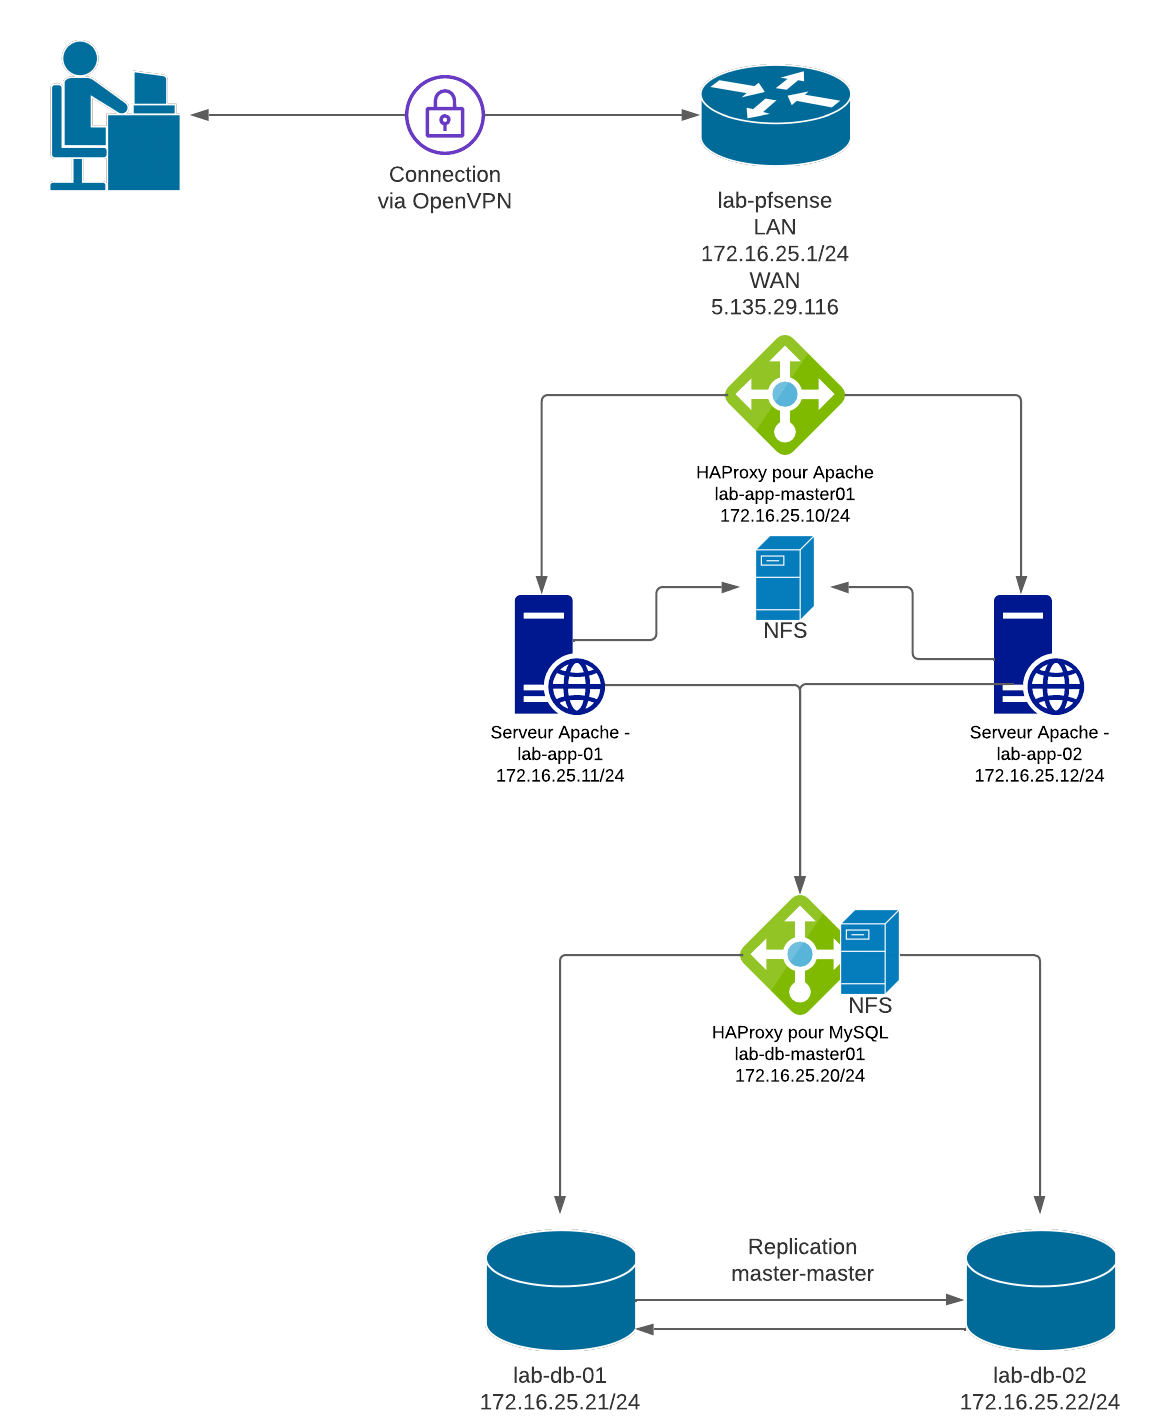 Connection
via OpenVPN
lab-pfsense
LAN
172.16.25.1/24
WAN
5.135.29.116
HAProxy pour Apache
lab-app-master01
172.16.25.10/24
NFS
Serveur Apache -
lab-app-01
172.16.25.11/24
Serveur Apache -
lab-app-02
172.16.25.12/24
NFS
HAProxy pour MySQL
lab-db-master01
172.16.25.20/24
Replication
master-master
lab-db-01
172.16.25.21/24
lab-db-02
172.16.25.22/24